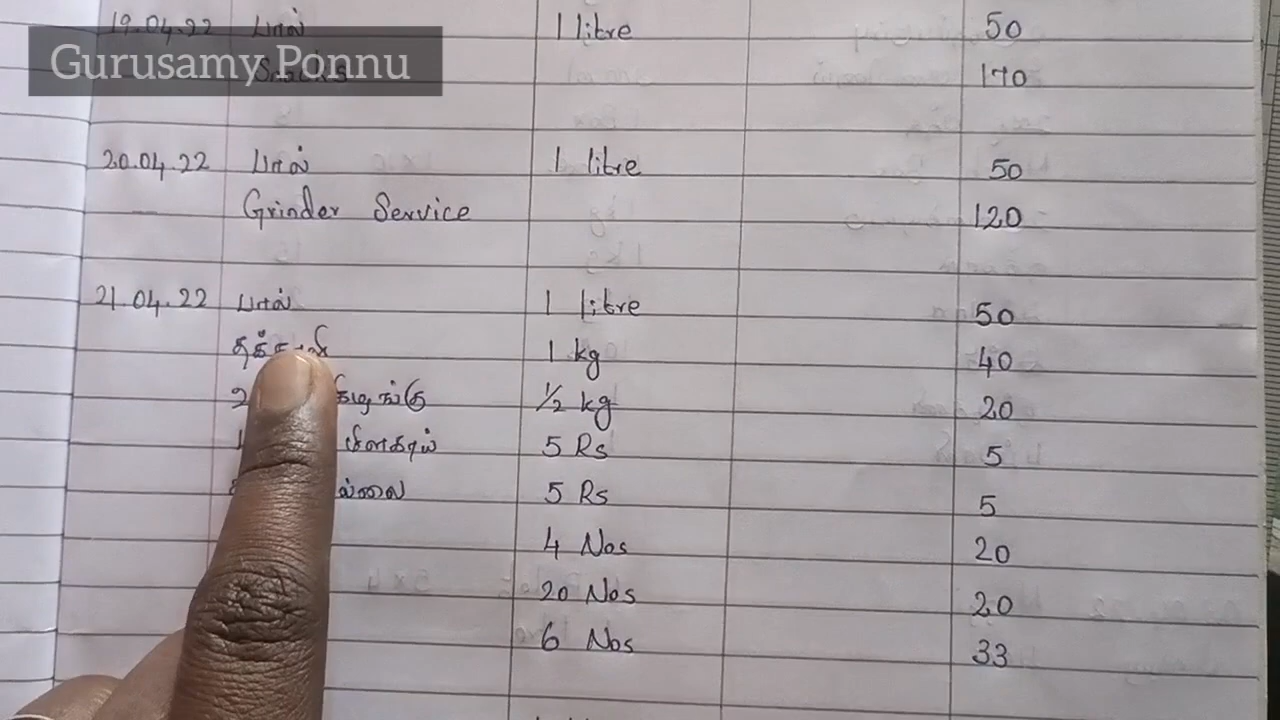 19.04.22 பால் 1 litre 50
Gurusamy Ponnu
Snacks 170
20.04.22 பால் 1 litre 50
Grinder Service 120
21.04.22 பால் 1 litre 50
1 kg 40
½ kg 20
5 Rs 5
5 Rs 5
4 Nos 20
20 Nos 20
6 Nos 33